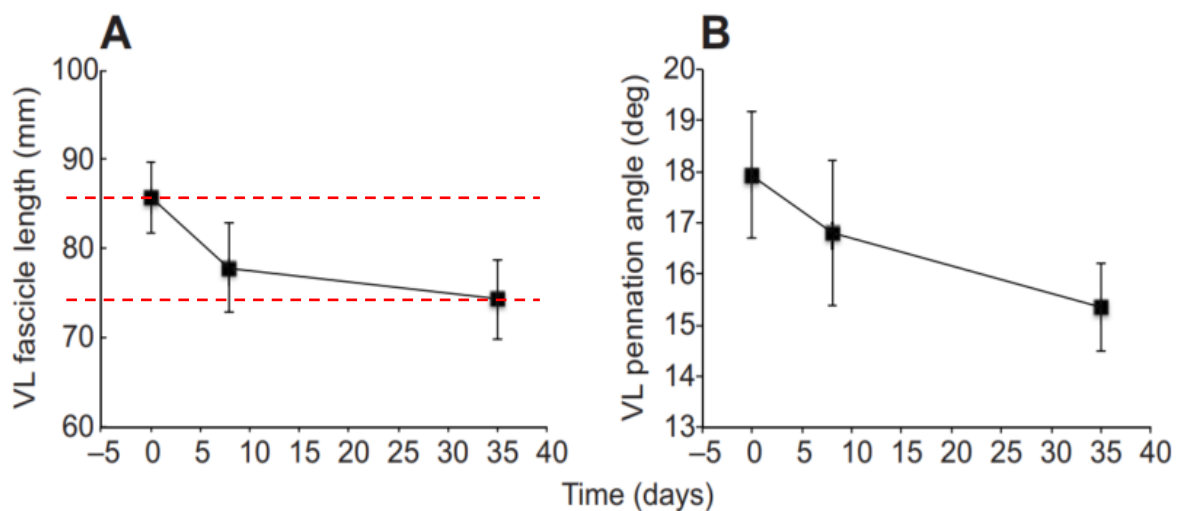 A
VL fascicle length (mm)
100
90
80
70
60
–5 0 5 10 15 20 25 30 35 40
B
VL pennation angle (deg)
20
19
18
17
16
15
14
13
–5 0 5 10 15 20 25 30 35 40
Time (days)